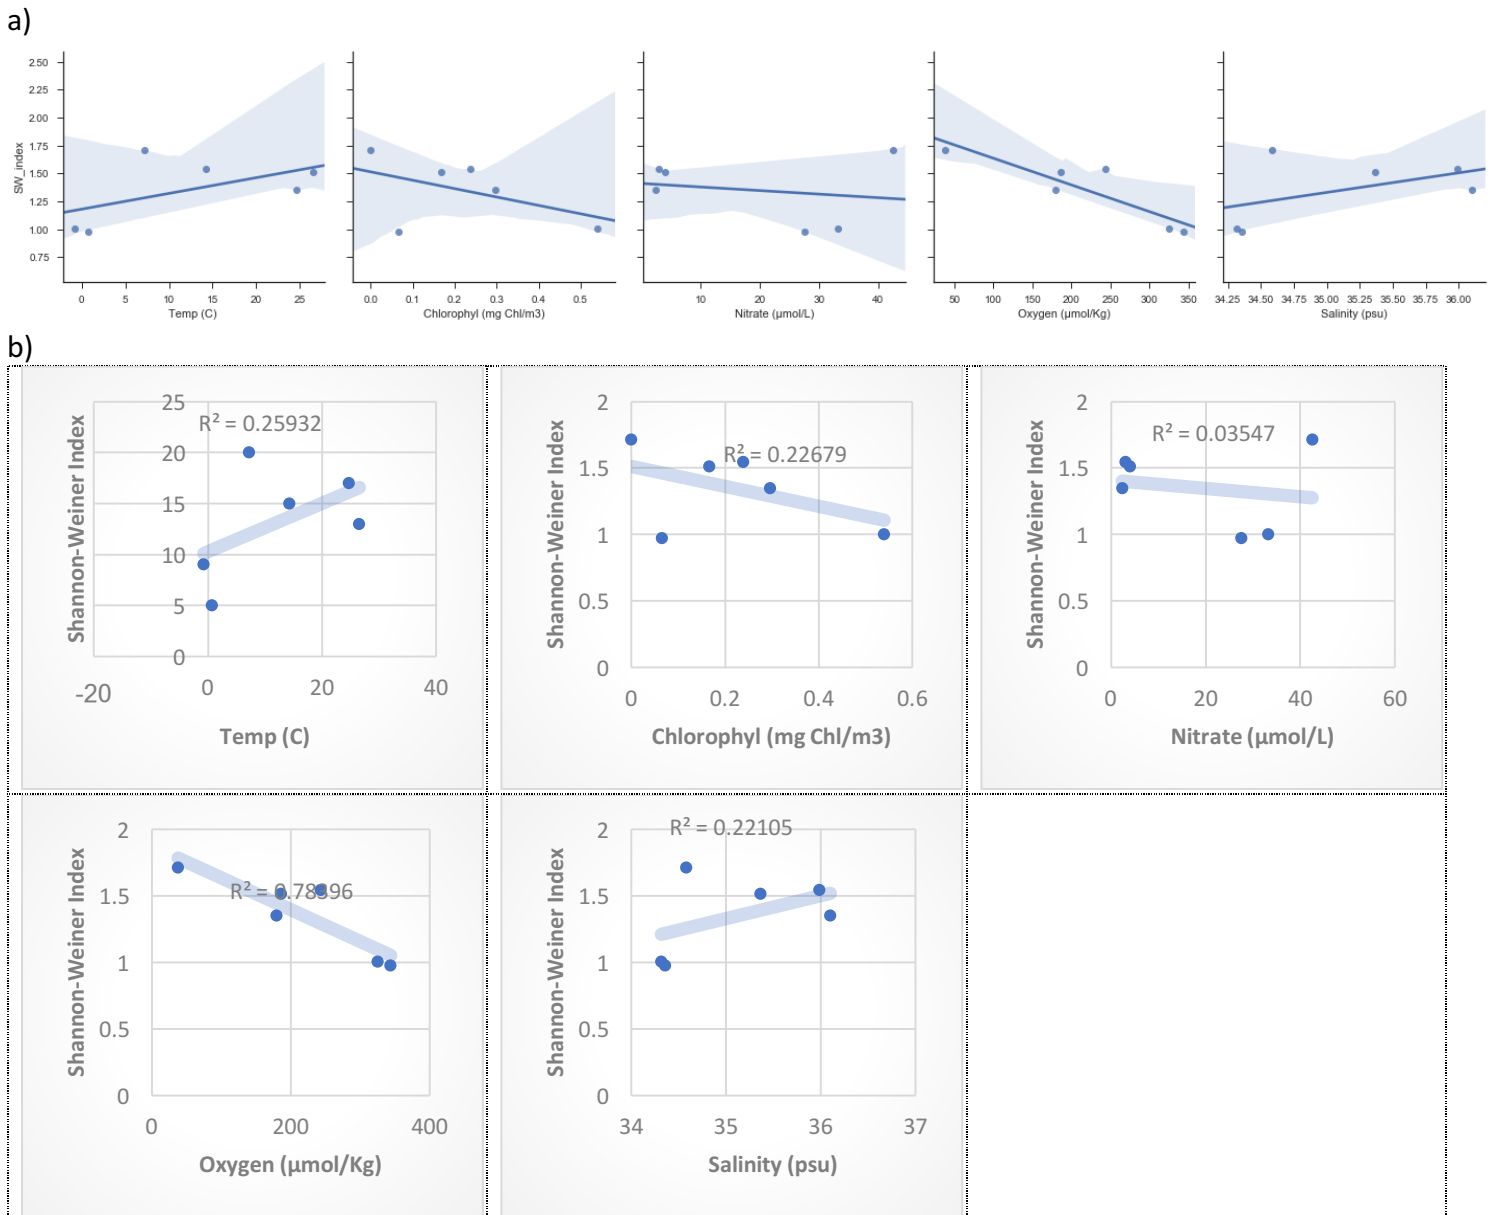 a)
2.50
2.25
2.00
1.75
1.50
1.25
1.00
0.75
SW_index
0 5 10 15 20 25
Temp (C)
0.0 0.1 0.2 0.3 0.4 0.5
Chlorophyl (mg Chl/m3)
10 20 30 40
Nitrate (μmol/L)
50 100 150 200 250 300 350
Oxygen (μmol/Kg)
34.25 34.50 34.75 35.00 35.25 35.50 35.75 36.00
Salinity (psu)
b)
Shannon-Weiner Index
25
20
15
10
5
0
R² = 0.25932
-20 0 20 40
Temp (C)
Shannon-Weiner Index
2
1.5
1
0.5
0
R² = 0.22679
0 0.2 0.4 0.6
Chlorophyl (mg Chl/m3)
Shannon-Weiner Index
2
1.5
1
0.5
0
R² = 0.03547
0 20 40 60
Nitrate (μmol/L)
Shannon-Weiner Index
2
1.5
1
0.5
0
R² =
0 200 400
Oxygen (μmol/Kg)
Shannon-Weiner Index
2
1.5
1
0.5
0
R² = 0.22105
34 35 36 37
Salinity (psu)